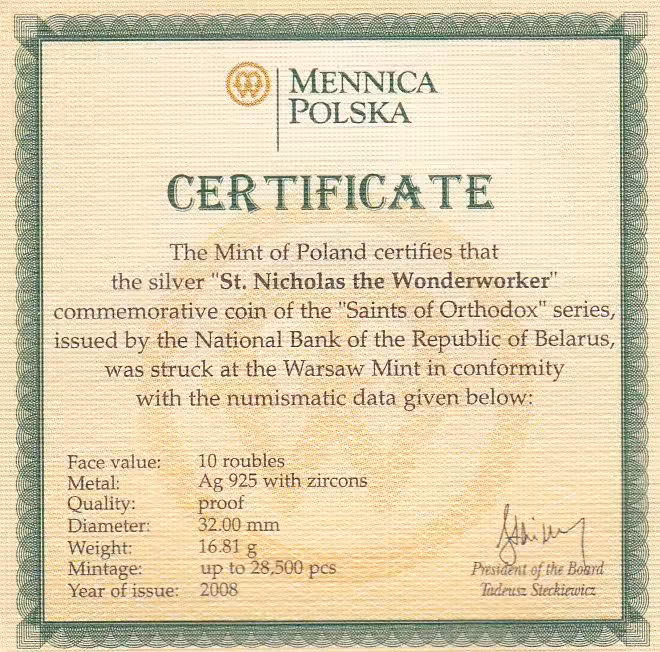 MENNICA
POLSKA
CERTIFICATE
The Mint of Poland certifies that
the silver "St. Nicholas the Wonderworker"
commemorative coin of the "Saints of Orthodox" series,
issued by the National Bank of the Republic of Belarus,
was struck at the Warsaw Mint in conformity
with the numismatic data given below:
Face value: 10 roubles
Metal: Ag 925 with zircons
Quality: proof
Diameter: 32.00 mm
Weight: 16.81 g
Mintage: up to 28,500 pcs
Year of issue: 2008
President of the Board
Tadeusz Steckiewicz